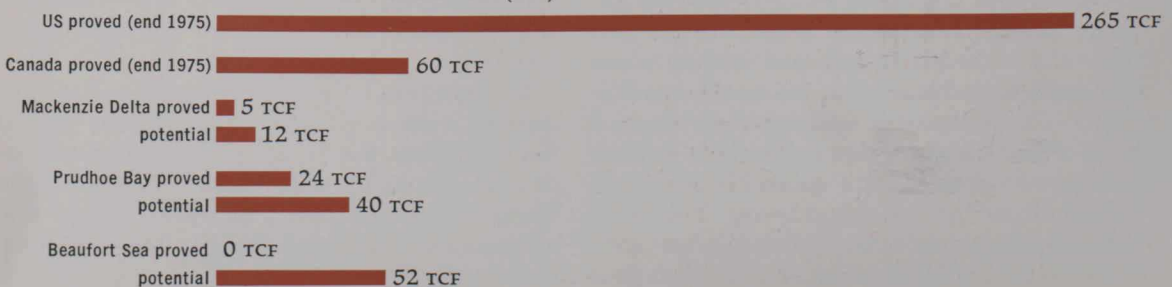 US proved (end 1975) 265 TCF
Canada proved (end 1975) 60 TCF
Mackenzie Delta proved 5 TCF
potential 12 TCF
Prudhoe Bay proved 24 TCF
potential 40 TCF
Beaufort Sea proved 0 TCF
potential 52 TCF